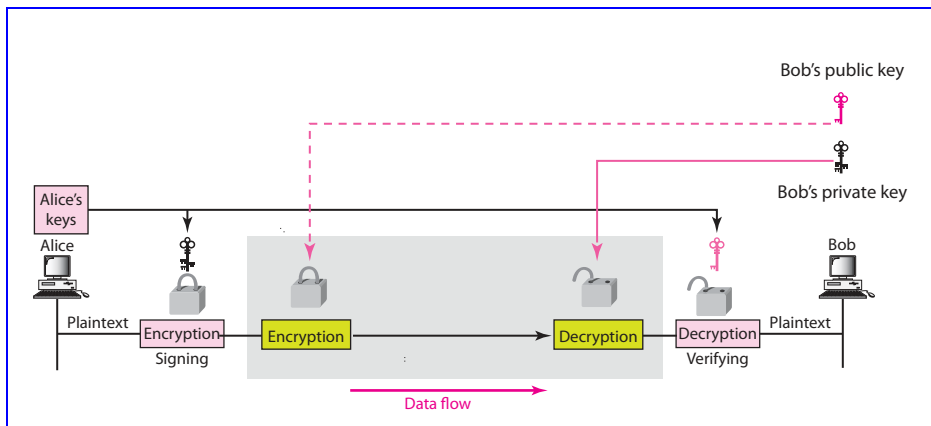 Bob's public key
Bob's private key
Alice's
keys
Alice
Bob
Plaintext
Encryption
Encryption
Decryption
Decryption
Plaintext
Signing
Verifying
Data flow